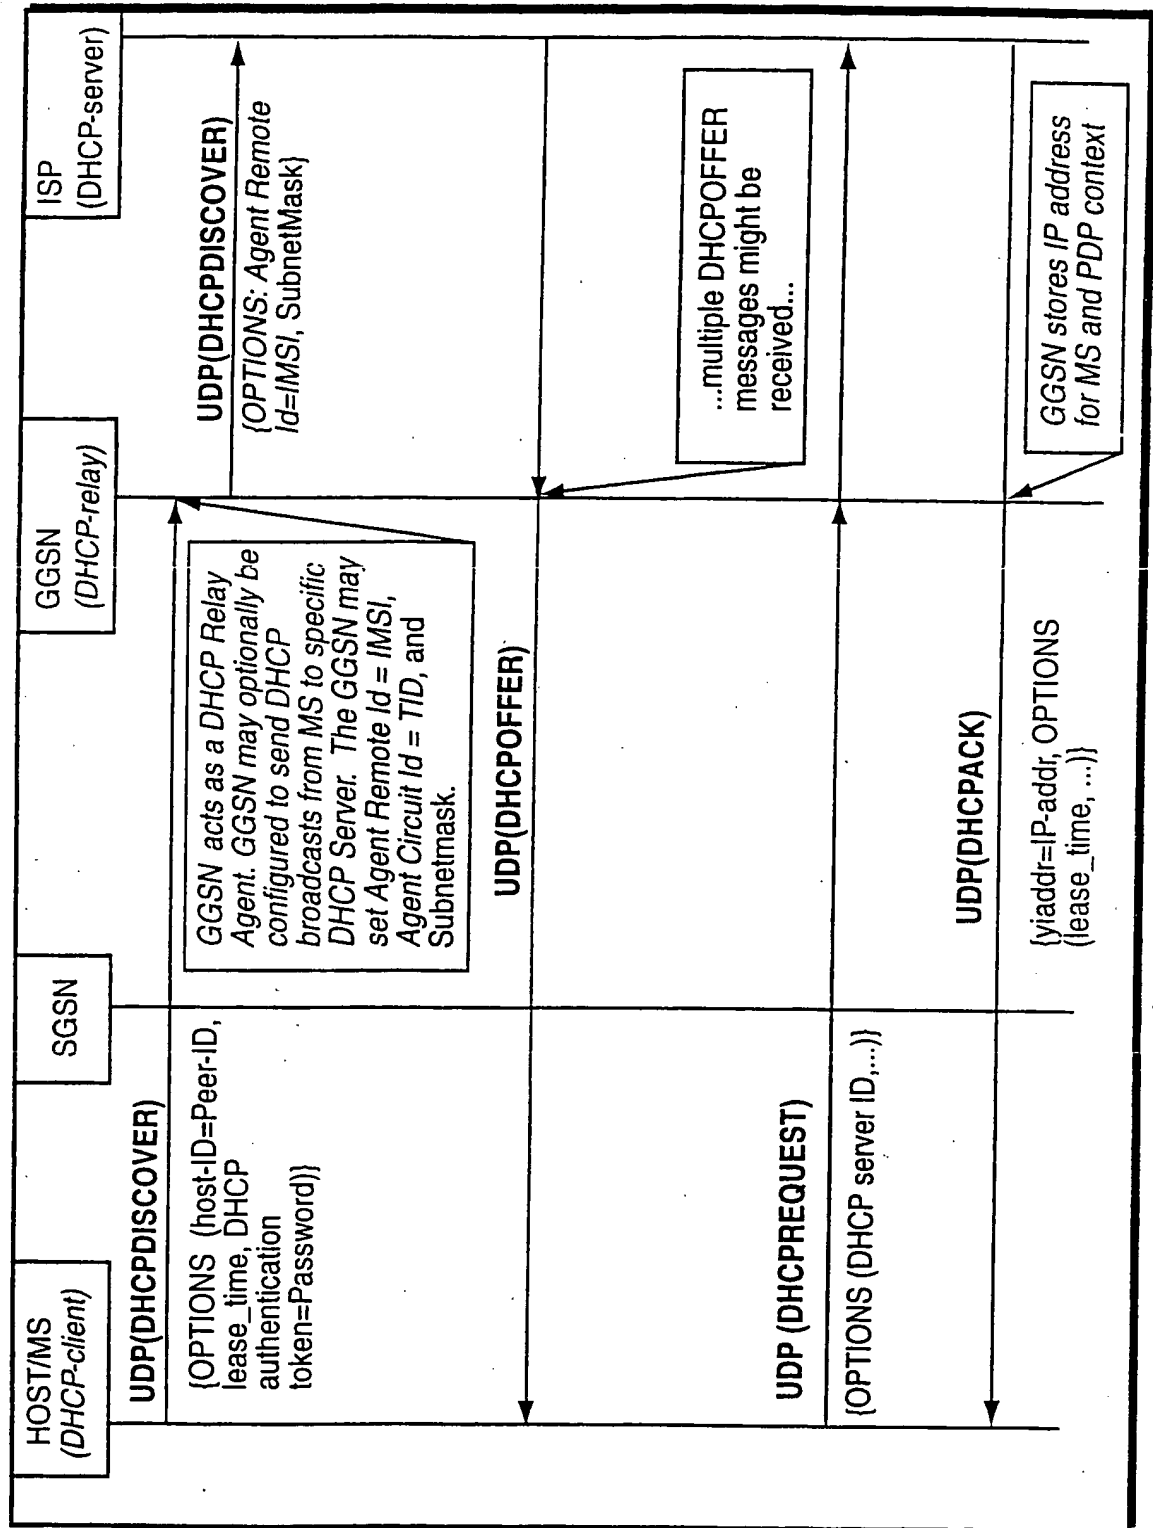 HOST/MS
(DHCP-client)
SGSN
GGSN
(DHCP-relay)
ISP
(DHCP-server)
UDP(DHCPDISCOVER)
{OPTIONS (host-ID=Peer-ID,
lease_time, DHCP
authentication
token=Password)}
GGSN acts as a DHCP Relay
Agent. GGSN may optionally be
configured to send DHCP
broadcasts from MS to specific
DHCP Server. The GGSN may
set Agent Remote Id = IMSI,
Agent Circuit Id = TID, and
Subnetmask.
UDP(DHCPDISCOVER)
{OPTIONS: Agent Remote
Id=IMSI, SubnetMask}
UDP(DHCPOFFER)
...multiple DHCPOFFER
messages might be
received...
UDP (DHCPREQUEST)
{OPTIONS (DHCP server ID,...)}
UDP(DHCPACK)
{yiaddr=IP-addr, OPTIONS
(lease_time, ...)}
GGSN stores IP address
for MS and PDP context